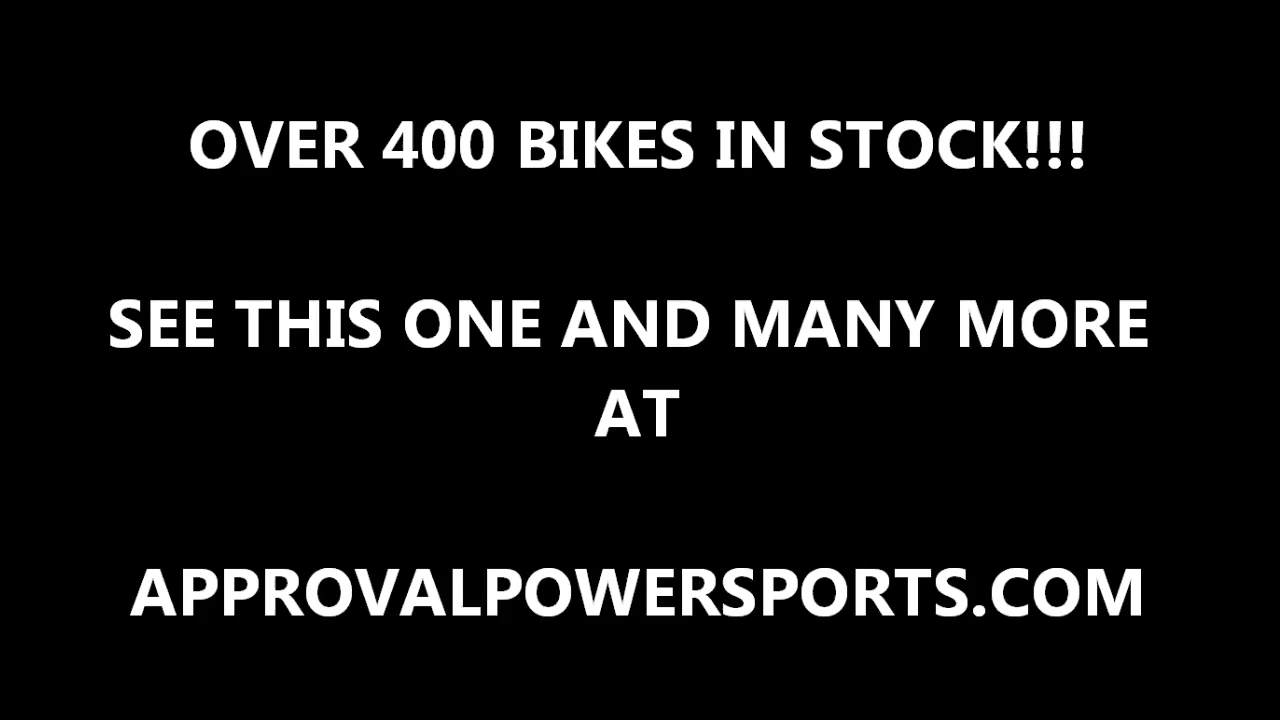 OVER 400 BIKES IN STOCK!!!
SEE THIS ONE AND MANY MORE
AT
APPROVALPOWERSPORTS.COM